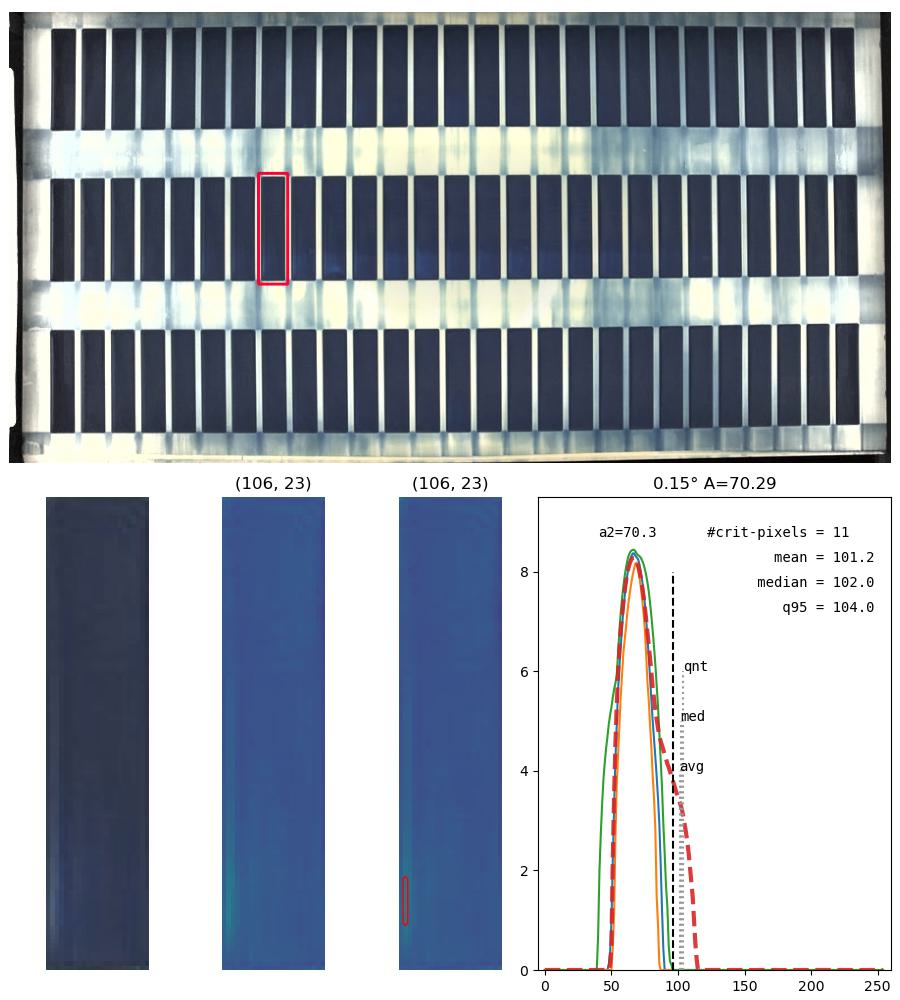 (106, 23)
(106, 23)
0.15° A=70.29
a2=70.3
#crit-pixels = 11
mean = 101.2
median = 102.0
q95 = 104.0
qnt
med
avg
8
6
4
2
0
0 50 100 150 200 250